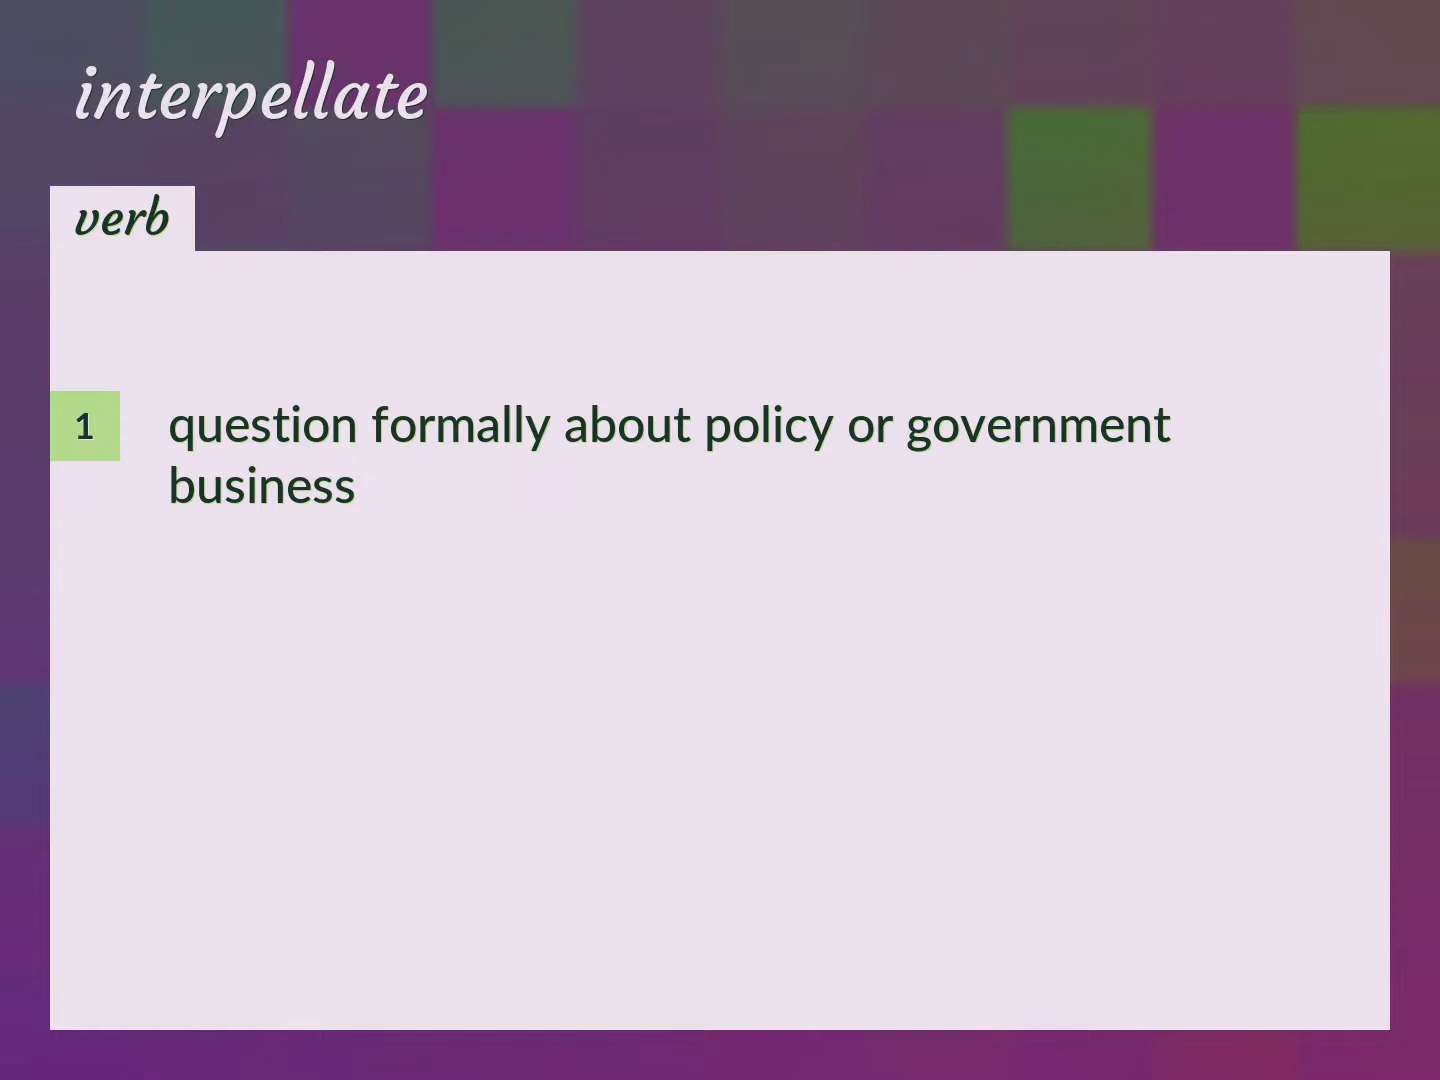 interpellate
verb
1 question formally about policy or government
business